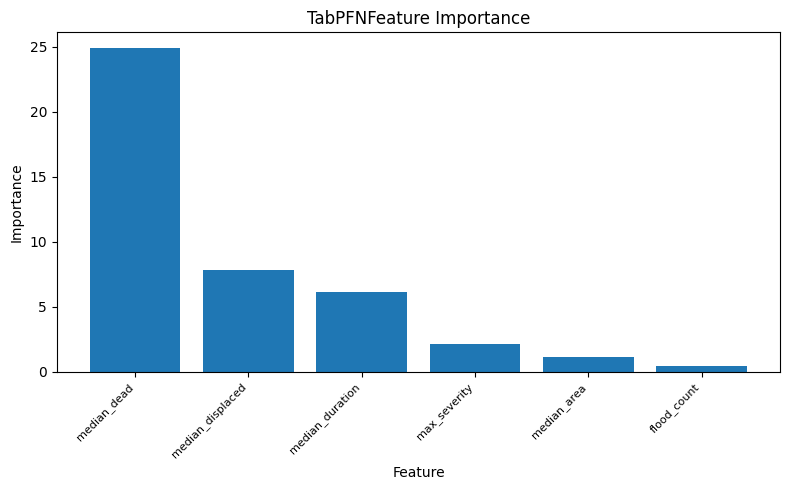 TabPFNFeature Importance
Importance
25
20
15
10
5
0
median_dead
median_displaced
median_duration
max_severity
median_area
flood_count
Feature